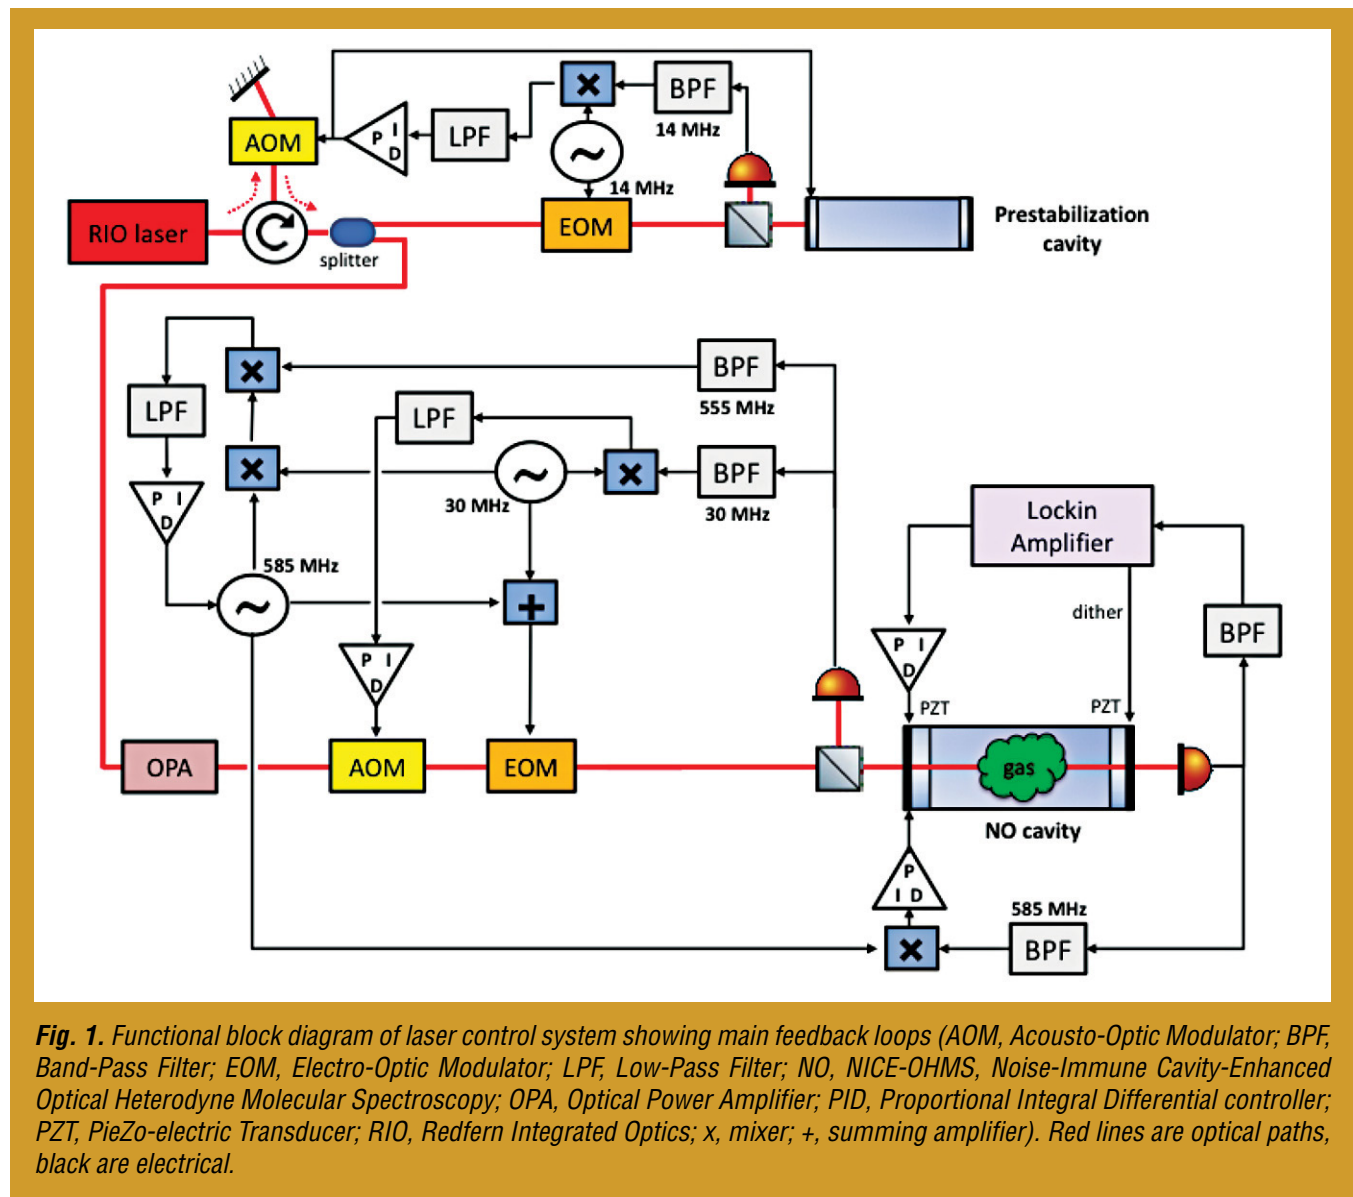 BPF
14 MHz
LPF
P I D
AOM
14 MHz
RIO laser
splitter
EOM
Prestabilization
cavity
BPF
555 MHz
LPF
LPF
BPF
30 MHz
30 MHz
P I
D
585 MHz
Lockin
Amplifier
dither
BPF
P I
D
P I
D
PZT
PZT
OPA
AOM
EOM
gas
NO cavity
P
I D
585 MHz
BPF
Fig. 1. Functional block diagram of laser control system showing main feedback loops (AOM, Acousto-Optic Modulator; BPF,
Band-Pass Filter; EOM, Electro-Optic Modulator; LPF, Low-Pass Filter; NO, NICE-OHMS, Noise-Immune Cavity-Enhanced
Optical Heterodyne Molecular Spectroscopy; OPA, Optical Power Amplifier; PID, Proportional Integral Differential controller;
PZT, PieZo-electric Transducer; RIO, Redfern Integrated Optics; x, mixer; +, summing amplifier). Red lines are optical paths,
black are electrical.